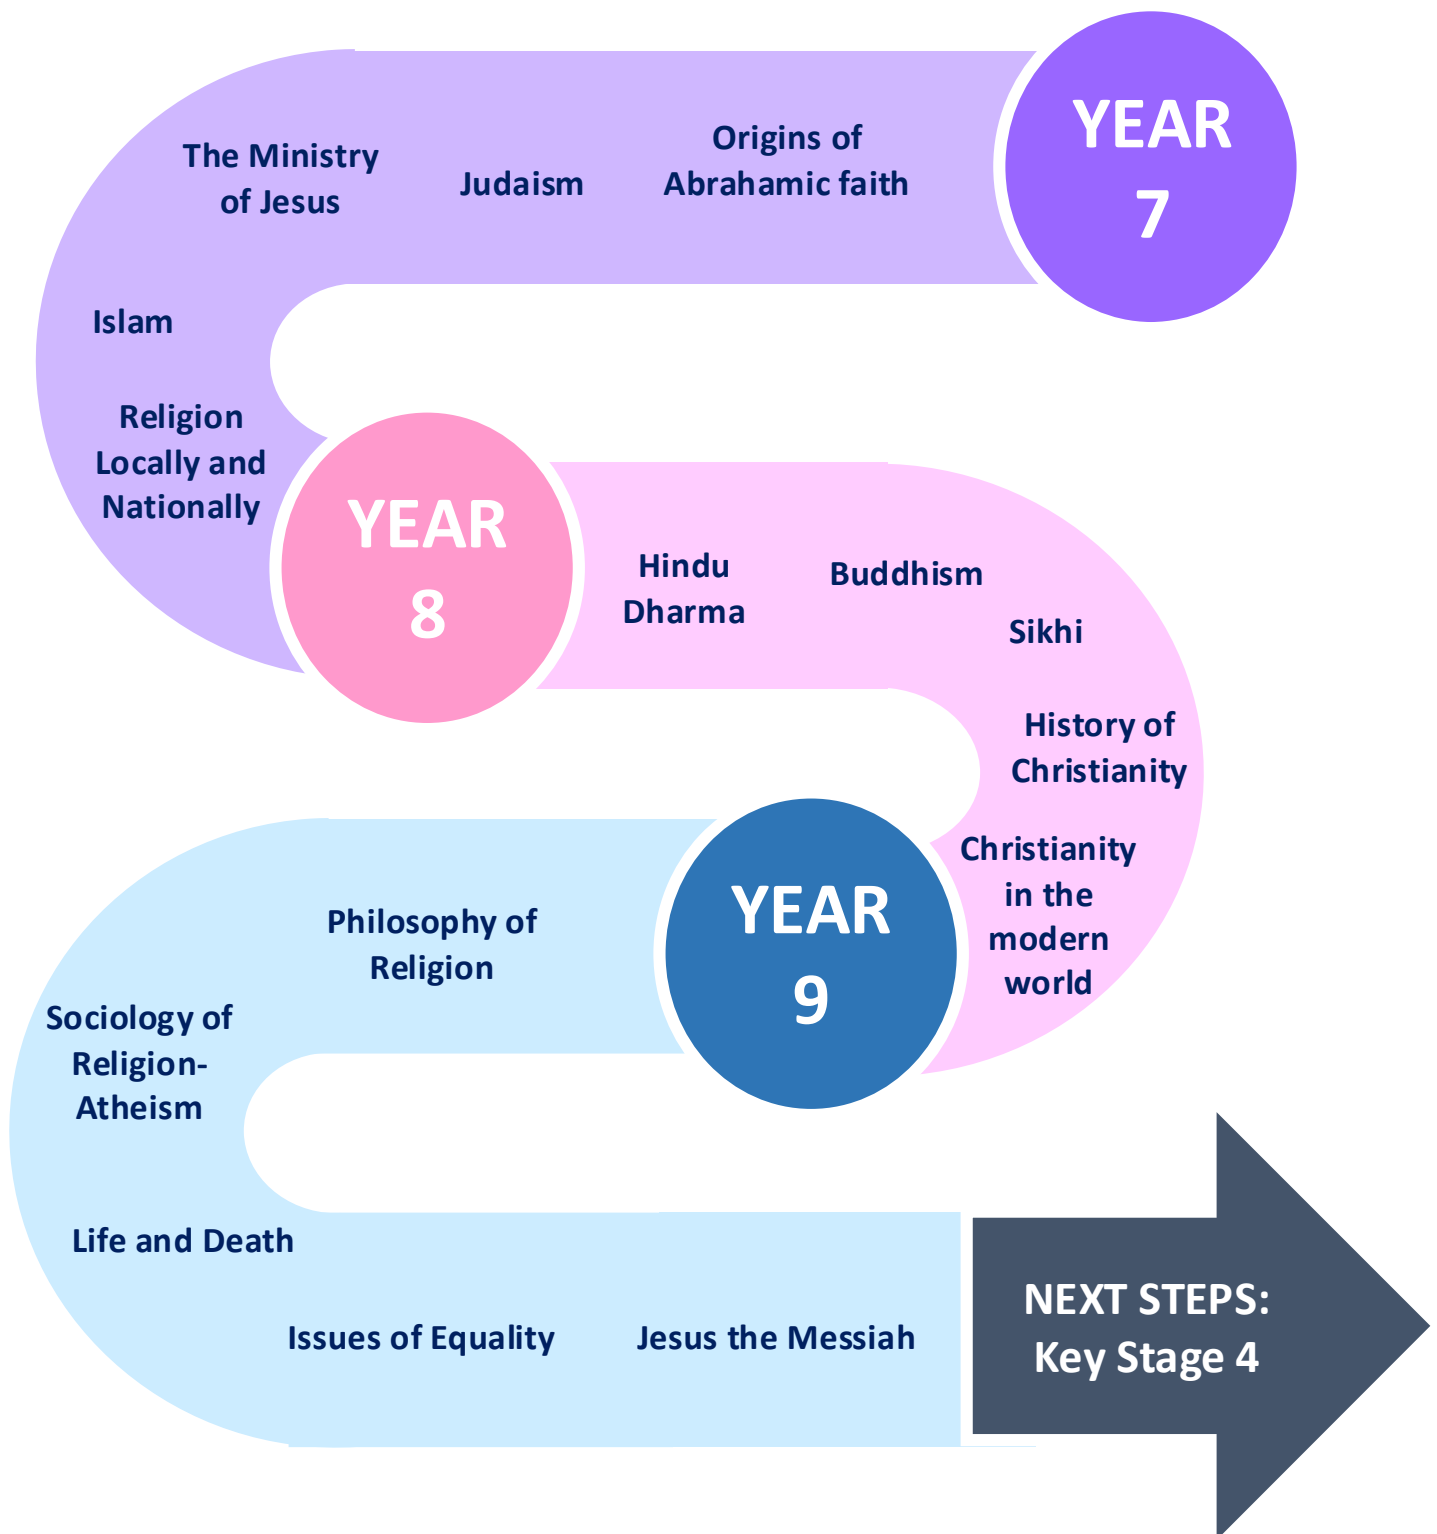 YEAR
7
Origins of
Abrahamic faith
Judaism
The Ministry
of Jesus
Islam
Religion
Locally and
Nationally
YEAR
8
Hindu
Dharma
Buddhism
Sikhi
History of
Christianity
Christianity
in the
modern
world
YEAR
9
Philosophy of
Religion
Sociology of
Religion-
Atheism
Life and Death
Issues of Equality
Jesus the Messiah
NEXT STEPS:
Key Stage 4